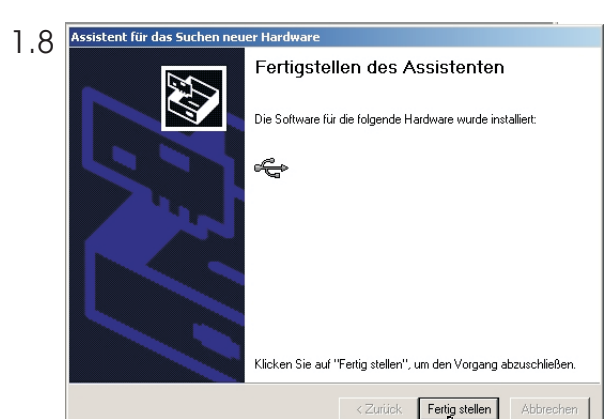 1.8
Assistent für das Suchen neuer Hardware
Fertigstellen des Assistenten
Die Software für die folgende Hardware wurde installiert:
Klicken Sie auf "Fertig stellen", um den Vorgang abzuschließen.
< Zurück Fertig stellen Abbrechen